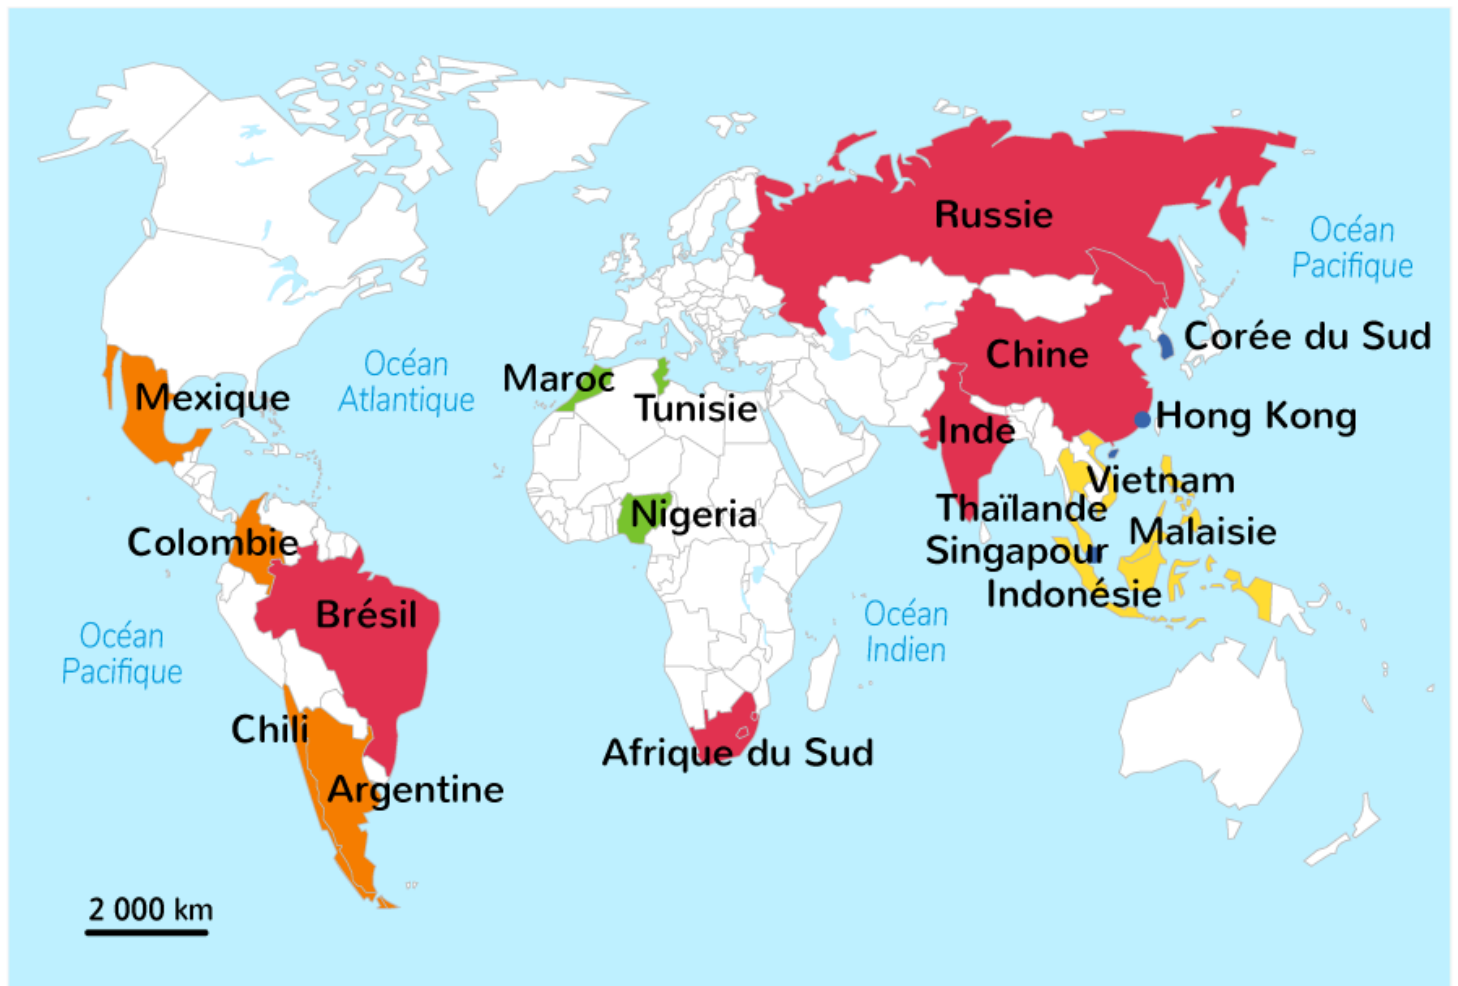 Russie
Océan
Pacifique
Corée du Sud
Chine
Océan
Atlantique
Maroc
Mexique
Tunisie
Hong Kong
Inde
Vietnam
Thaïlande
Nigeria
Malaisie
Colombie
Singapour
Indonésie
Brésil
Océan
Indien
Océan
Pacifique
Chili
Afrique du Sud
Argentine
2 000 km